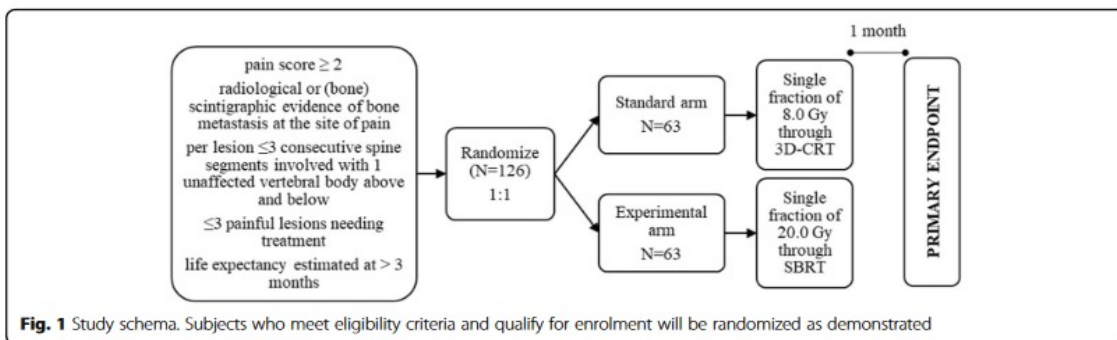 pain score ≥ 2
radiological or (bone)
scintigraphic evidence of bone
metastasis at the site of pain
per lesion ≤3 consecutive spine
segments involved with 1
unaffected vertebral body above
and below
≤3 painful lesions needing
treatment
life expectancy estimated at > 3
months
Randomize
(N=126)
1:1
Standard arm
N=63
Experimental
arm
N=63
Single
fraction of
8.0 Gy
through
3D-CRT
Single
fraction of
20.0 Gy
through
SBRT
1 month
PRIMARY ENDPOINT
Fig. 1 Study schema. Subjects who meet eligibility criteria and qualify for enrolment will be randomized as demonstrated